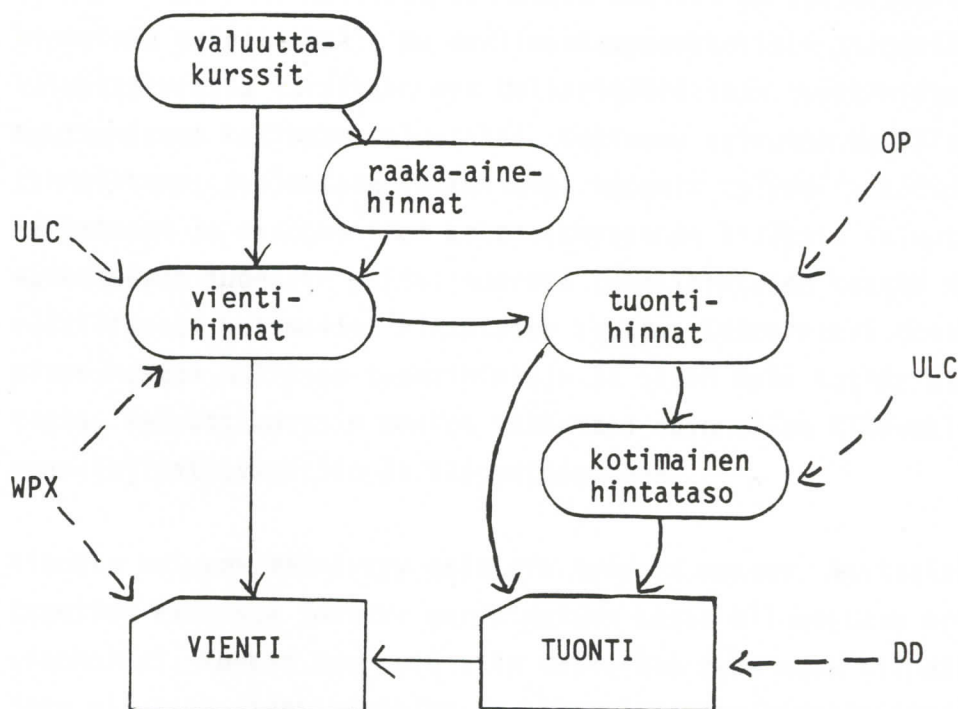 valuutta-
kurssit
raaka-aine-
hinnat
OP
ULC
vienti-
hinnat
tuonti-
hinnat
ULC
kotimainen
hintataso
WPX
VIENTI
TUONTI
DD